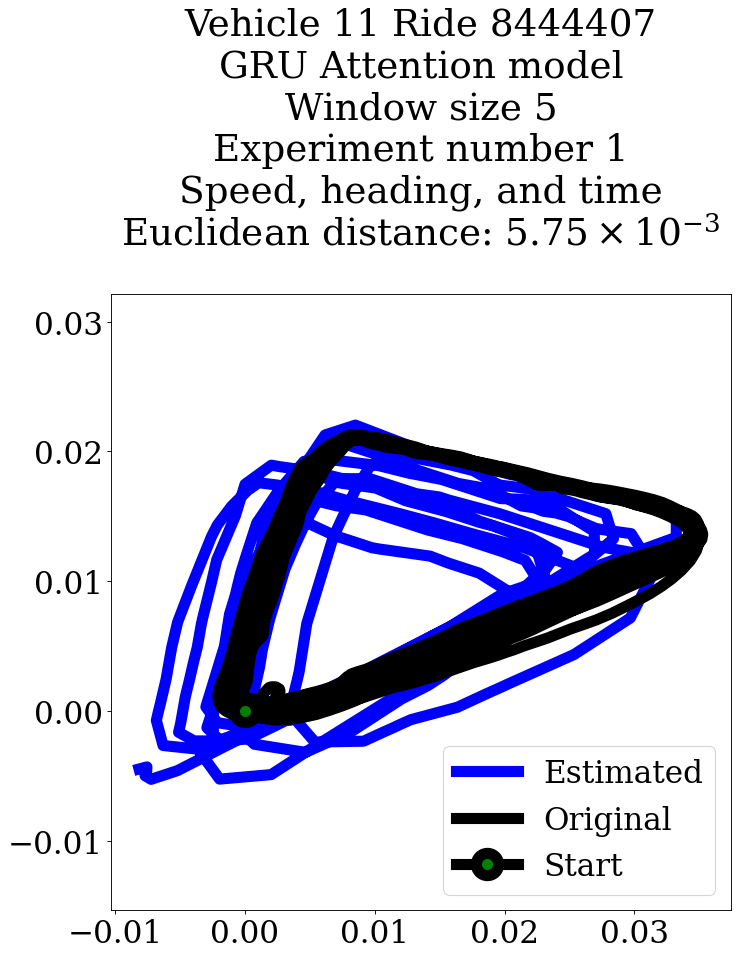 Vehicle 11 Ride 8444407
GRU Attention model
Window size 5
Experiment number 1
Speed, heading, and time
Euclidean distance: 5.75 × 10⁻³
0.03
0.02
0.01
0.00
−0.01
Estimated
Original
Start
−0.01 0.00 0.01 0.02 0.03